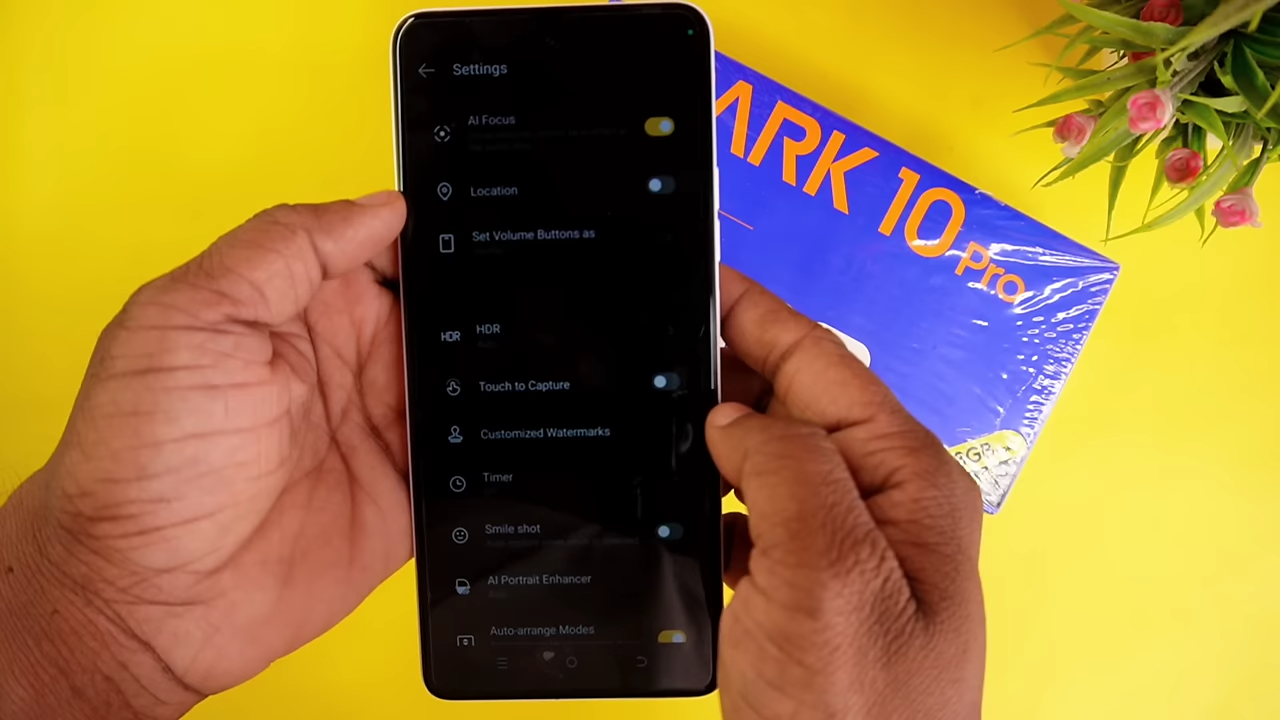 Settings
AI Focus
Location
Set Volume Buttons as
HDR
HDR
Touch to Capture
Customized Watermarks
Timer
Smile shot
AI Portrait Enhancer
Auto-arrange Modes
ARK 10 Pro